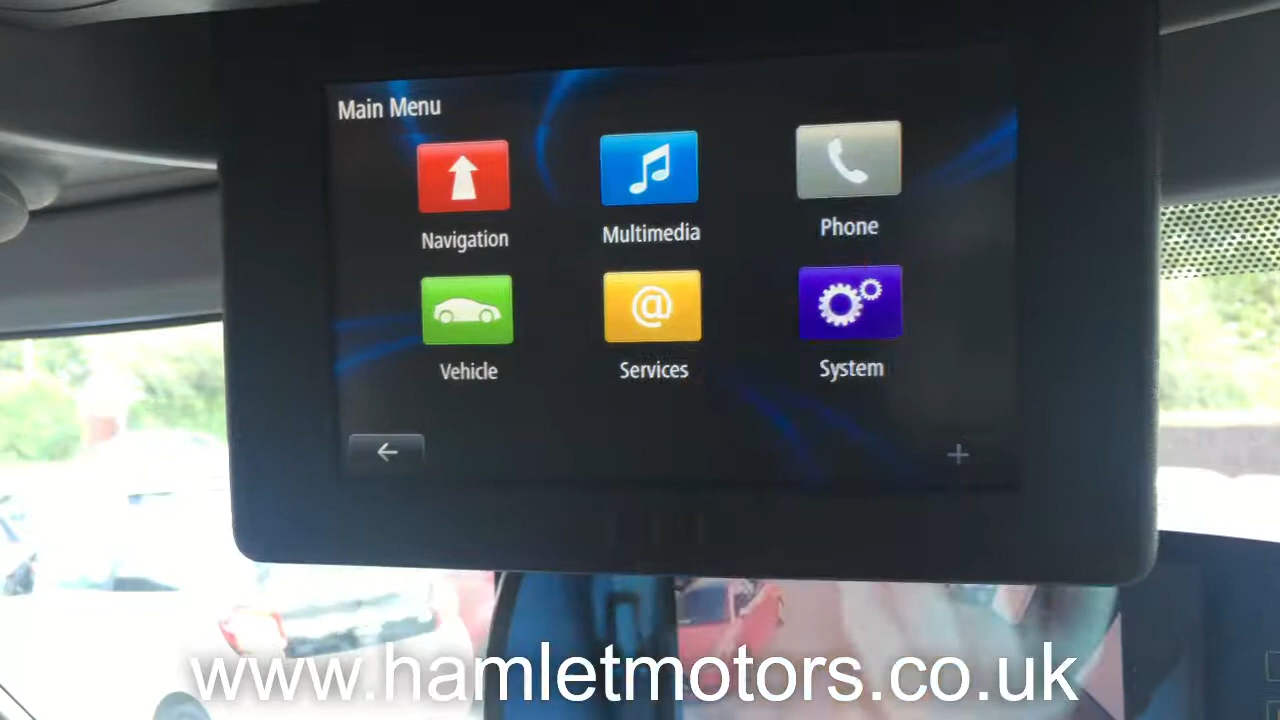 Main Menu
Navigation
Multimedia
Phone
Vehicle
@
Services
System
+
www.hamletmotors.co.uk